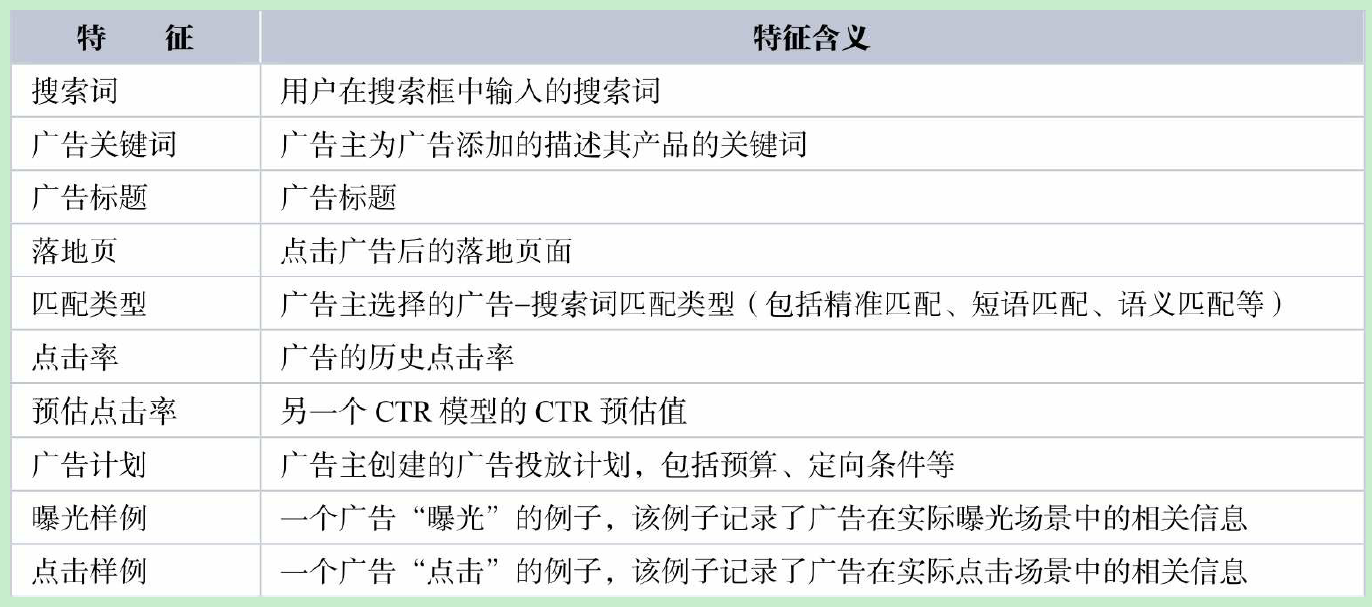 特 征 特征含义
搜索词 用户在搜索框中输入的搜索词
广告关键词 广告主为广告添加的描述其产品的关键词
广告标题 广告标题
落地页 点击广告后的落地页面
匹配类型 广告主选择的广告–搜索词匹配类型（包括精准匹配、短语匹配、语义匹配等）
点击率 广告的历史点击率
预估点击率 另一个 CTR 模型的 CTR 预估值
广告计划 广告主创建的广告投放计划，包括预算、定向条件等
曝光样例 一个广告“曝光”的例子，该例子记录了广告在实际曝光场景中的相关信息
点击样例 一个广告“点击”的例子，该例子记录了广告在实际点击场景中的相关信息